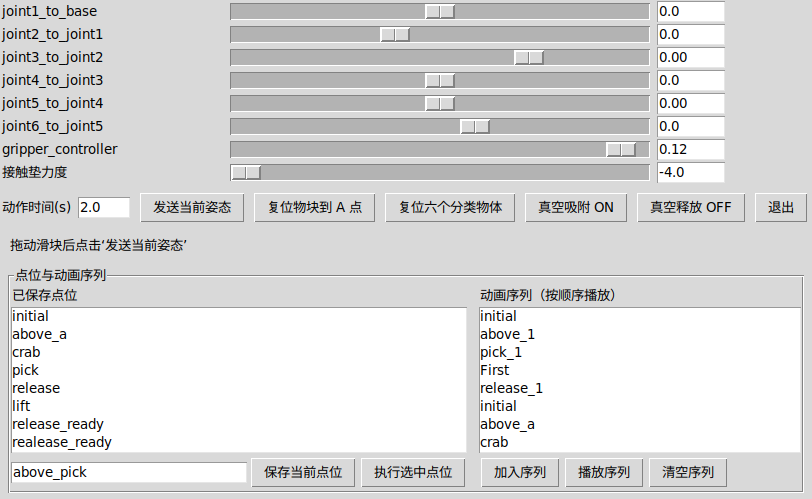 joint1_to_base 0.0
joint2_to_joint1 0.0
joint3_to_joint2 0.00
joint4_to_joint3 0.0
joint5_to_joint4 0.00
joint6_to_joint5 0.0
gripper_controller 0.12
接触垫力度 -4.0
动作时间(s) 2.0 发送当前姿态 复位物块到 A 点 复位六个分类物体 真空吸附 ON 真空释放 OFF 退出
拖动滑块后点击‘发送当前姿态’
点位与动画序列
已保存点位
initial
above_a
crab
pick
release
lift
release_ready
realease_ready
above_pick 保存当前点位 执行选中点位
动画序列（按顺序播放）
initial
above_1
pick_1
First
release_1
initial
above_a
crab
加入序列 播放序列 清空序列